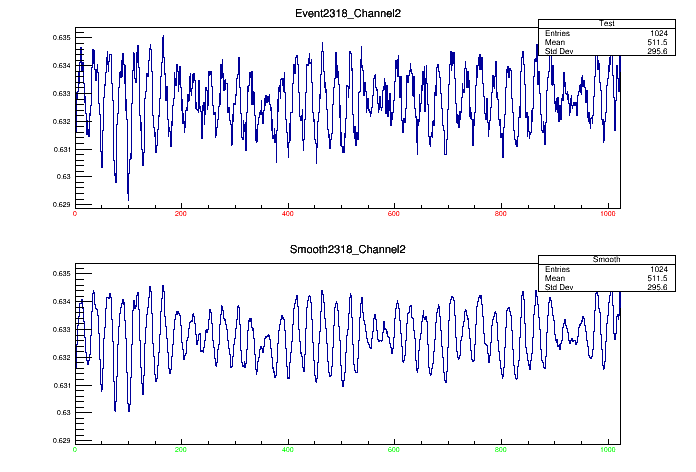 Event2318_Channel2
Test
Entries 1024
Mean 511.5
Std Dev 295.6
0.635
0.634
0.633
0.632
0.631
0.63
0.629
0 200 400 600 800 1000
Smooth2318_Channel2
Smooth
Entries 1024
Mean 511.5
Std Dev 295.6
0.635
0.634
0.633
0.632
0.631
0.63
0.629
0 200 400 600 800 1000